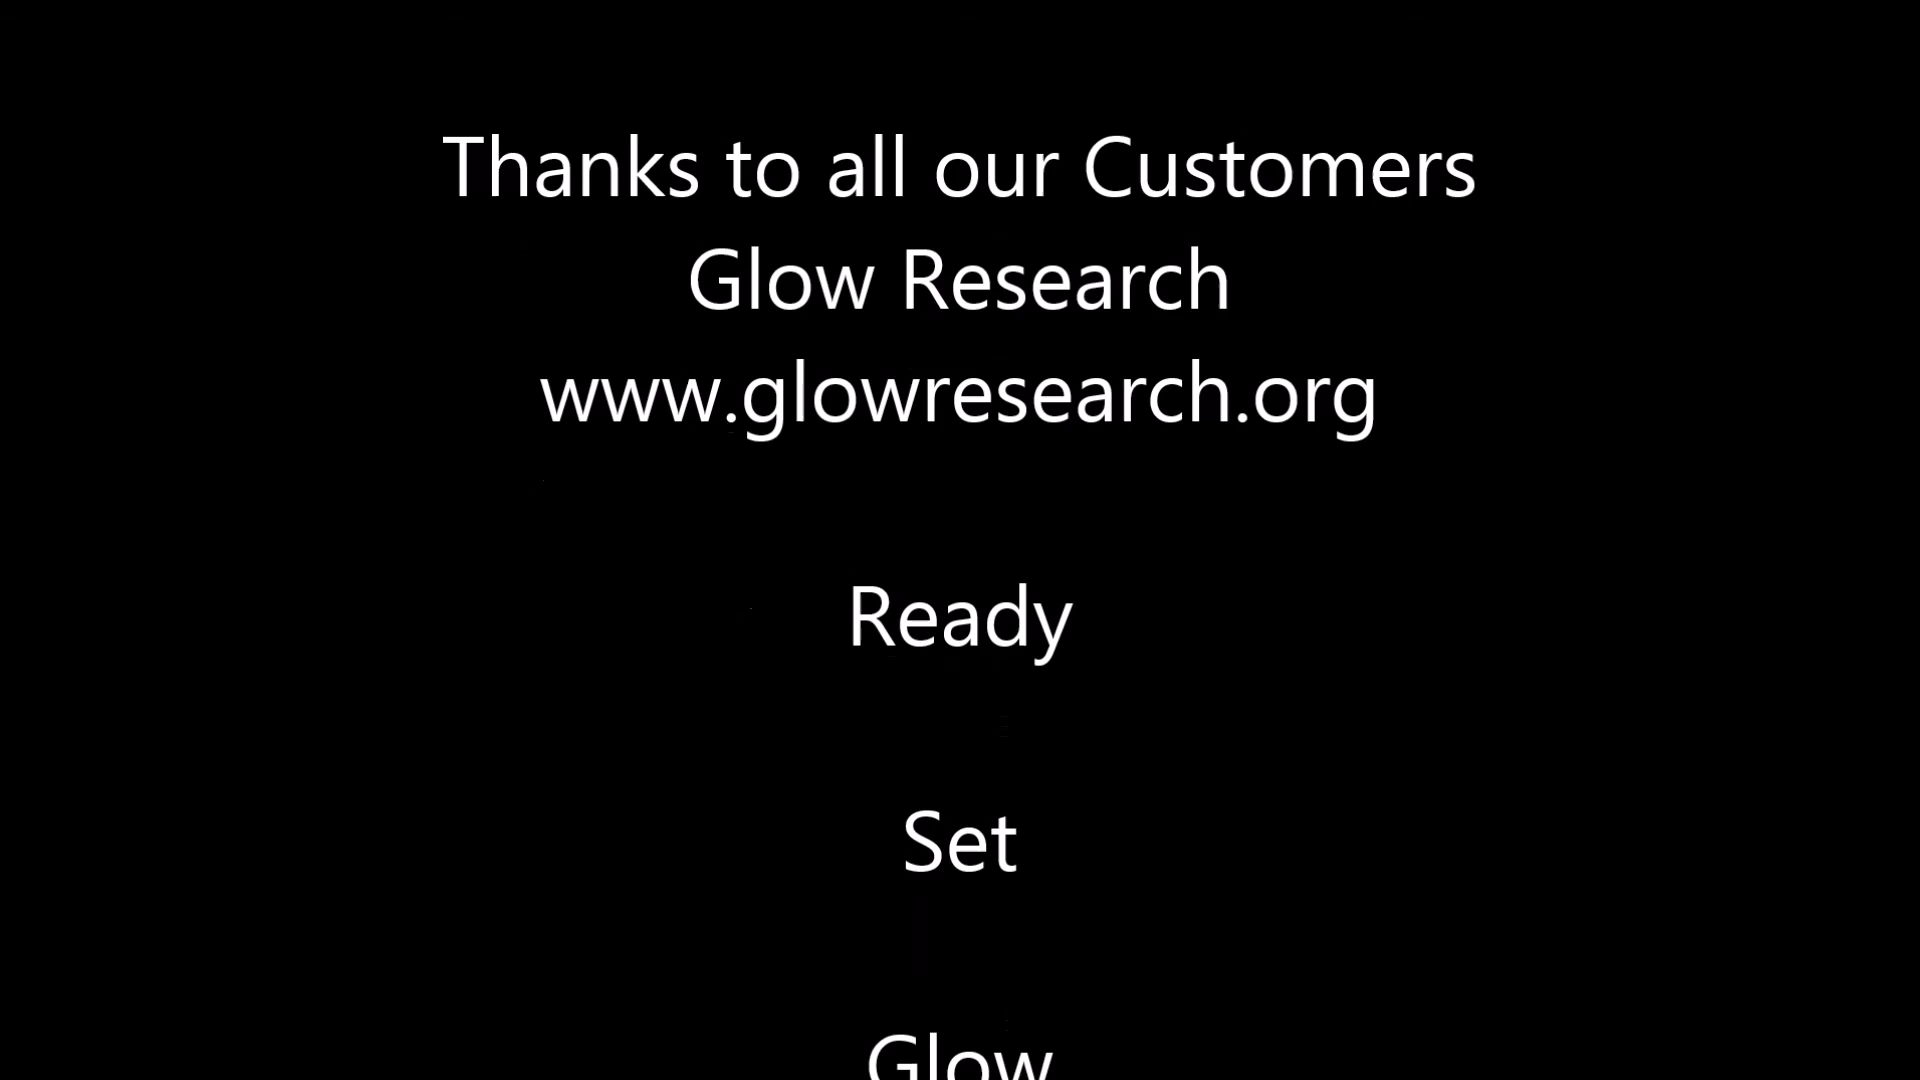 Thanks to all our Customers
Glow Research
www.glowresearch.org
Ready
Set
Glow